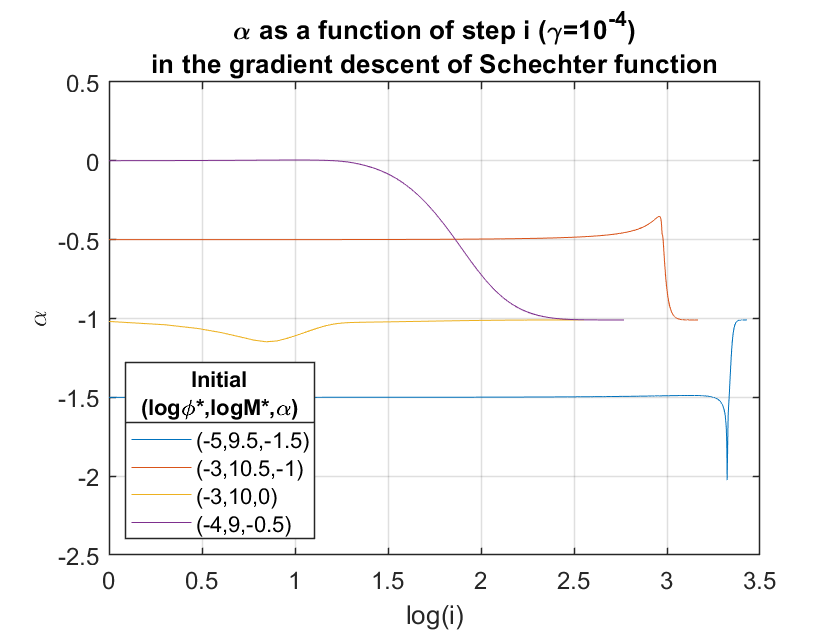 α as a function of step i (γ=10^-4)
in the gradient descent of Schechter function
0.5
0
-0.5
-1
-1.5
-2
-2.5
α
Initial
(logϕ*,logM*,α)
(-5,9.5,-1.5)
(-3,10.5,-1)
(-3,10,0)
(-4,9,-0.5)
0 0.5 1 1.5 2 2.5 3 3.5
log(i)